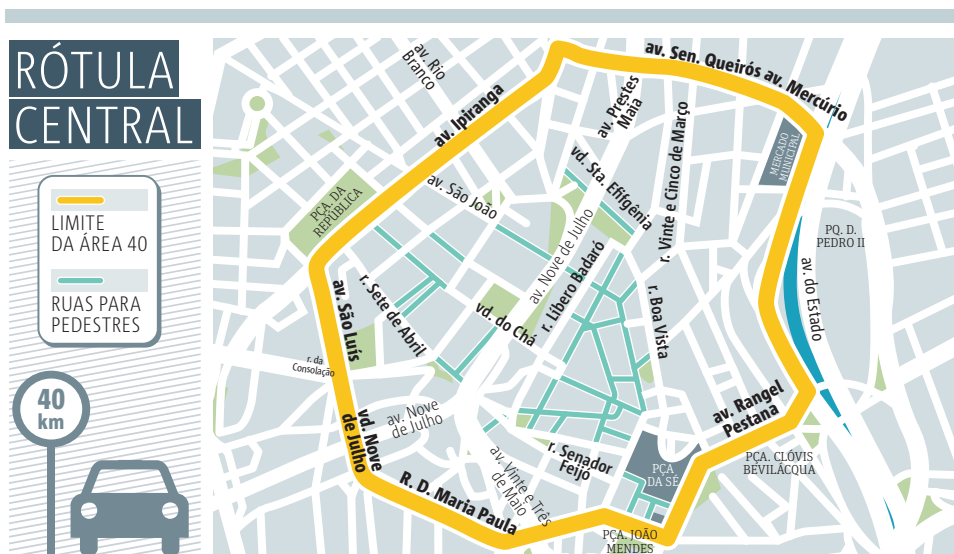 RÓTULA
CENTRAL
LIMITE
DA ÁREA 40
RUAS PARA
PEDESTRES
40
km
av. Rio
Branco
av. Ipiranga
av. Sen. Queirós av. Mercúrio
av. Prestes
Maia
r. Vinte e Cinco de Março
MERCADO
MUNICIPAL
vd. Sta. Effigênia
PÇA. DA
REPÚBLICA
av. São João
PQ. D.
PEDRO II
av. Nove de Julho
r. Libero Badaró
av. do Estado
av. São Luís
r. Sete de Abril
vd. do Chá
r. Boa Vista
r. da
Consolação
av. Rangel
Pestana
vd. Nove
de Julho
av. Nove
de Julho
r. Senador
Feijó
PÇA
DA SÉ
PÇA. CLÓVIS
BEVILÁCQUA
R. D. Maria Paula
av. Vinte e Três
de Maio
PÇA. JOÃO
MENDES